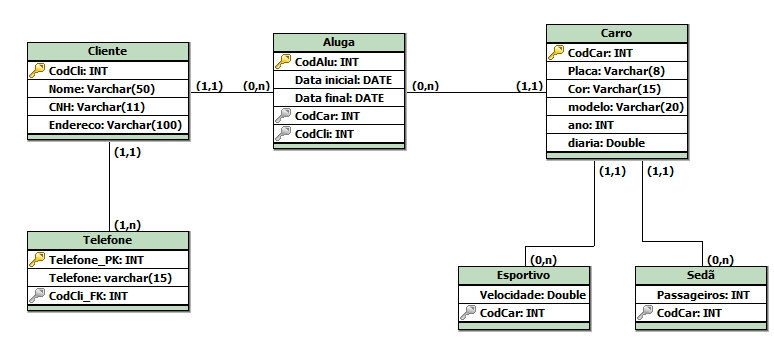 Cliente
CodCli: INT
Nome: Varchar(50)
CNH: Varchar(11)
Endereco: Varchar(100)
(1,1)
(0,n)
Aluga
CodAlu: INT
Data inicial: DATE
Data final: DATE
CodCar: INT
CodCli: INT
(0,n)
(1,1)
Carro
CodCar: INT
Placa: Varchar(8)
Cor: Varchar(15)
modelo: Varchar(20)
ano: INT
diaria: Double
(1,1)
(1,n)
Telefone
Telefone_PK: INT
Telefone: varchar(15)
CodCli_FK: INT
(1,1)
(1,1)
(0,n)
(0,n)
Esportivo
Velocidade: Double
CodCar: INT
Sedã
Passageiros: INT
CodCar: INT